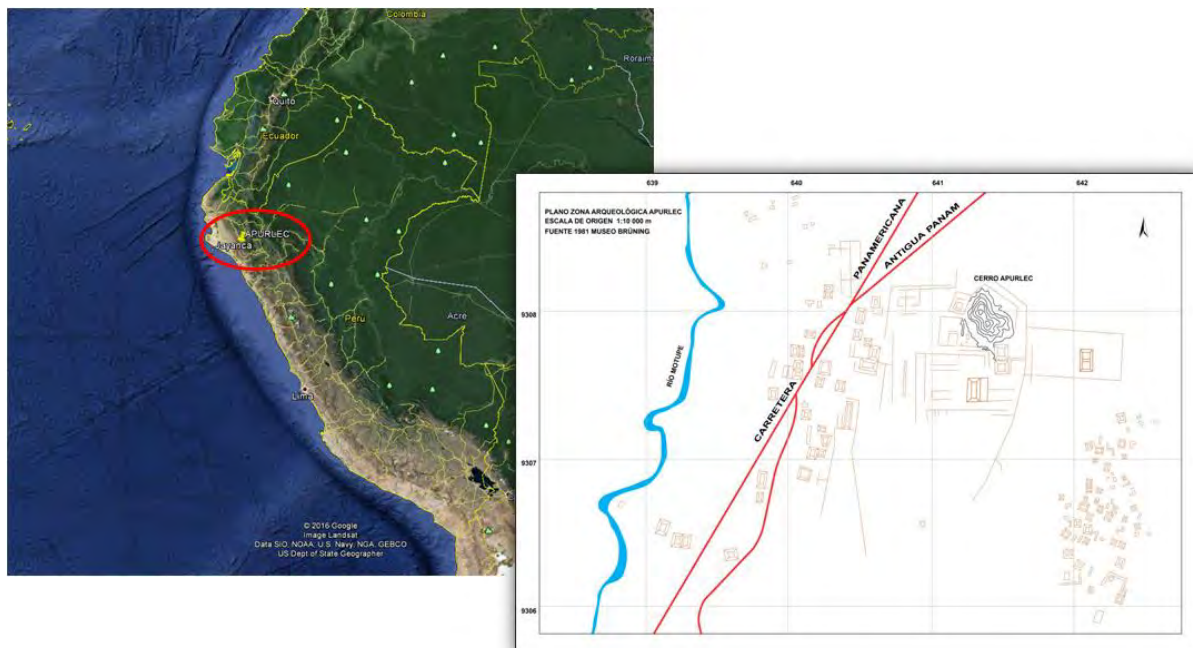 Colombia
Roraima
Quito
Ecuador
APURLEC
Jayanca
Peru
Acre
Lima
© 2016 Google
Image Landsat
Data SIO, NOAA, U.S. Navy, NGA, GEBCO
US Dept of State Geographer
639
640
641
642
PLANO ZONA ARQUEOLÓGICA APURLEC
ESCALA DE ORIGEN 1:10 000 m
FUENTE 1981 MUSEO BRÜNING
PANAMERICANA
ANTIGUA PANAM
CERRO APURLEC
9308
RÍO MOTUPE
CARRETERA
9307
9306